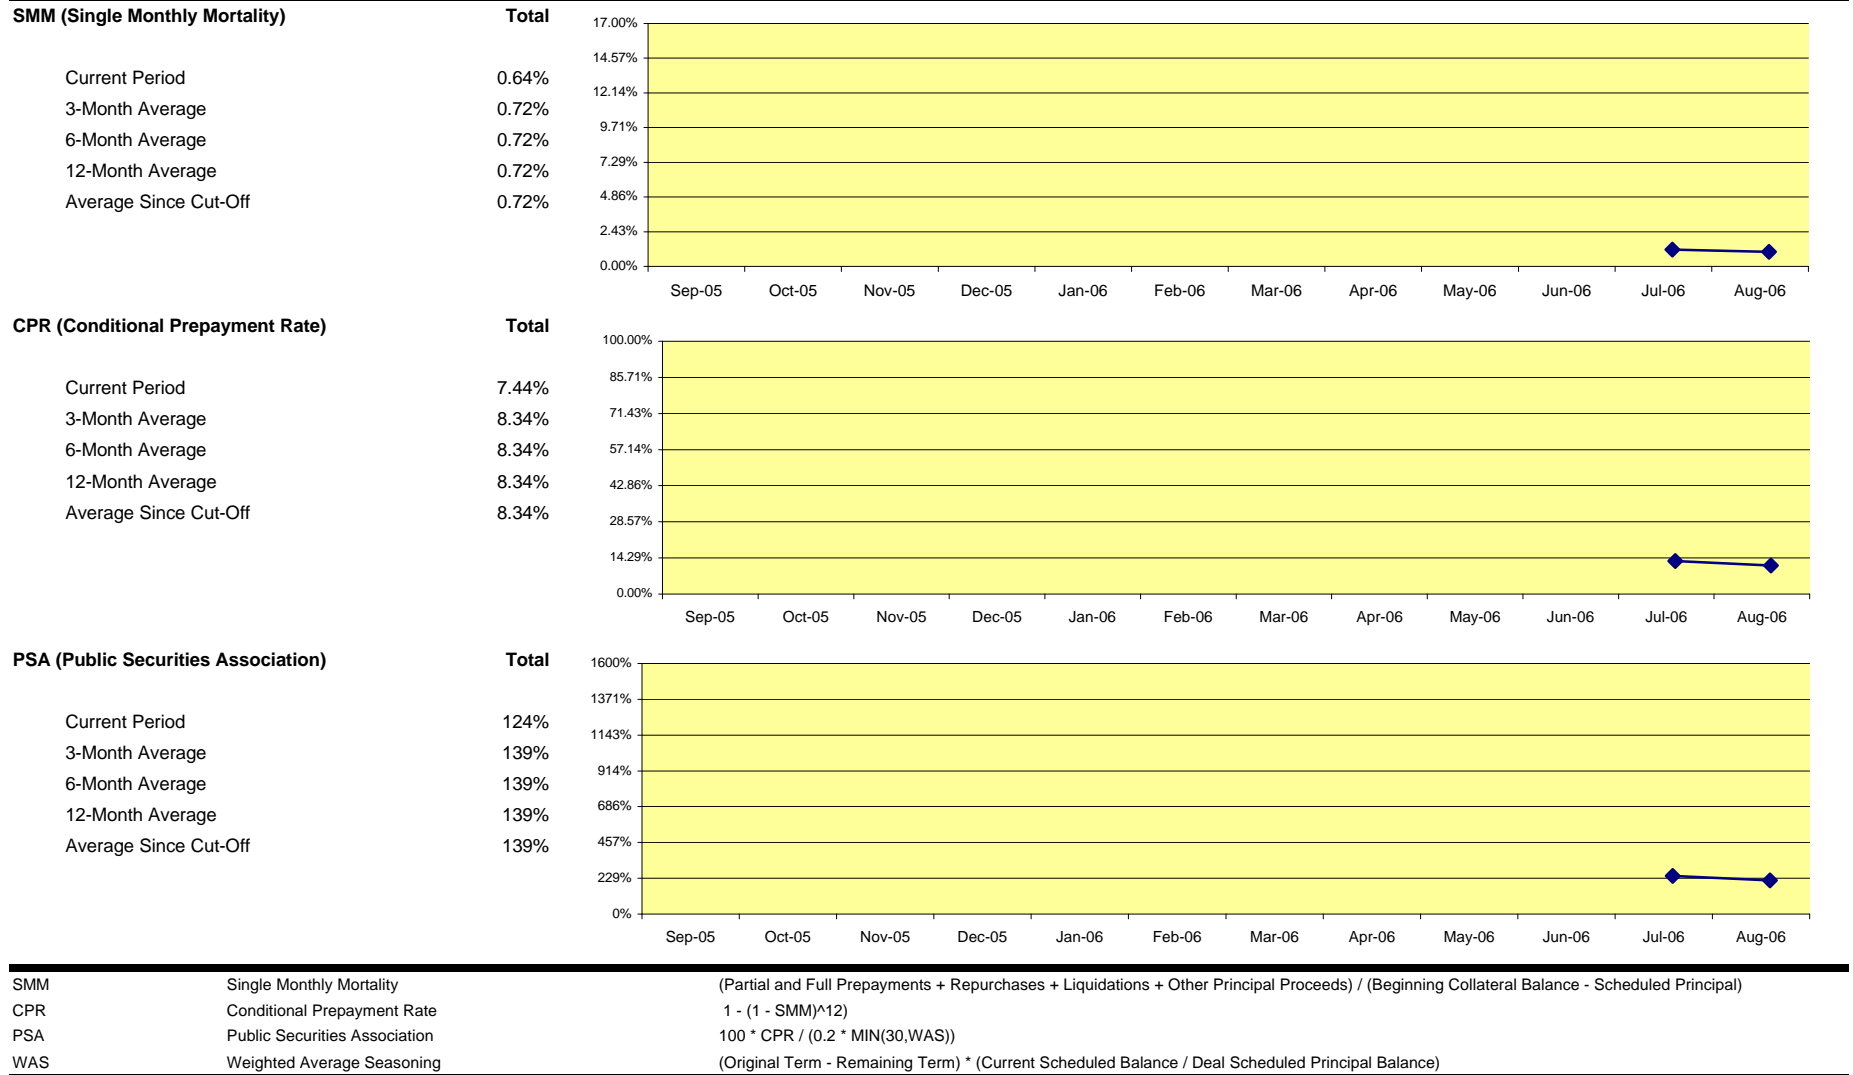 SMM (Single Monthly Mortality) Total
Current Period 0.64%
3-Month Average 0.72%
6-Month Average 0.72%
12-Month Average 0.72%
Average Since Cut-Off 0.72%
17.00%
14.57%
12.14%
9.71%
7.29%
4.86%
2.43%
0.00%
Sep-05 Oct-05 Nov-05 Dec-05 Jan-06 Feb-06 Mar-06 Apr-06 May-06 Jun-06 Jul-06 Aug-06
CPR (Conditional Prepayment Rate) Total
Current Period 7.44%
3-Month Average 8.34%
6-Month Average 8.34%
12-Month Average 8.34%
Average Since Cut-Off 8.34%
100.00%
85.71%
71.43%
57.14%
42.86%
28.57%
14.29%
0.00%
Sep-05 Oct-05 Nov-05 Dec-05 Jan-06 Feb-06 Mar-06 Apr-06 May-06 Jun-06 Jul-06 Aug-06
PSA (Public Securities Association) Total
Current Period 124%
3-Month Average 139%
6-Month Average 139%
12-Month Average 139%
Average Since Cut-Off 139%
1600%
1371%
1143%
914%
686%
457%
229%
0%
Sep-05 Oct-05 Nov-05 Dec-05 Jan-06 Feb-06 Mar-06 Apr-06 May-06 Jun-06 Jul-06 Aug-06
SMM Single Monthly Mortality (Partial and Full Prepayments + Repurchases + Liquidations + Other Principal Proceeds) / (Beginning Collateral Balance - Scheduled Principal)
CPR Conditional Prepayment Rate 1 - (1 - SMM)^12)
PSA Public Securities Association 100 * CPR / (0.2 * MIN(30,WAS))
WAS Weighted Average Seasoning (Original Term - Remaining Term) * (Current Scheduled Balance / Deal Scheduled Principal Balance)